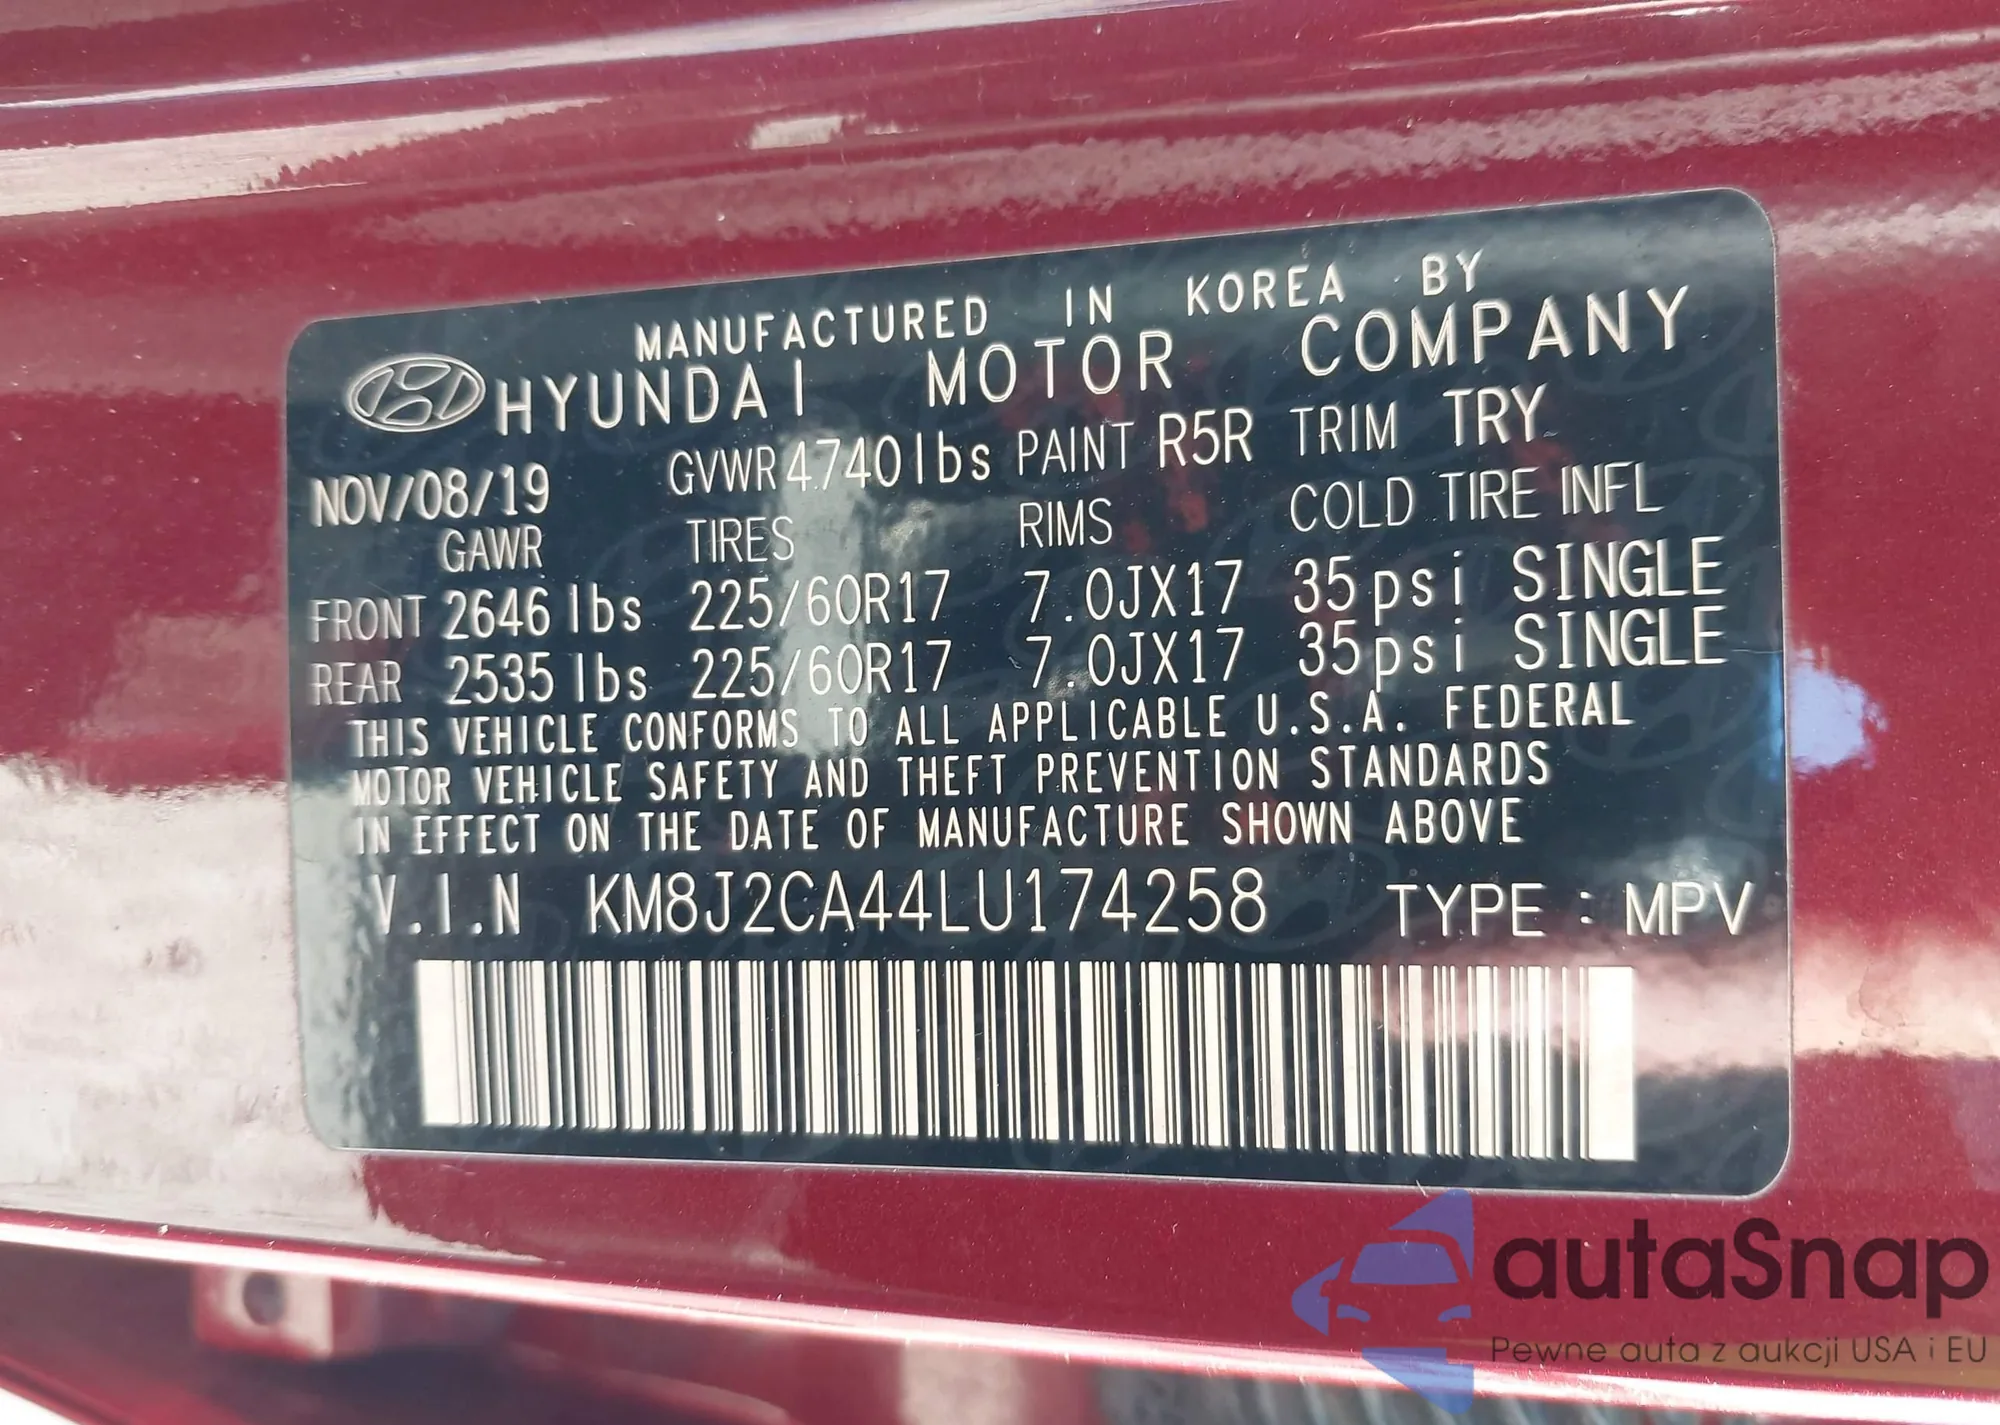 MANUFACTURED IN KOREA BY
HYUNDAI MOTOR COMPANY
NOV/08/19 GVWR 4740lbs PAINT R5R TRIM TRY
GAWR TIRES RIMS COLD TIRE INFL
FRONT 2646 lbs 225/60R17 7.0JX17 35psi SINGLE
REAR 2535 lbs 225/60R17 7.0JX17 35psi SINGLE
THIS VEHICLE CONFORMS TO ALL APPLICABLE U.S.A. FEDERAL
MOTOR VEHICLE SAFETY AND THEFT PREVENTION STANDARDS
IN EFFECT ON THE DATE OF MANUFACTURE SHOWN ABOVE
V.I.N KM8J2CA44LU174258 TYPE : MPV
autaSnap
Pewne auta z aukcji USA i EU